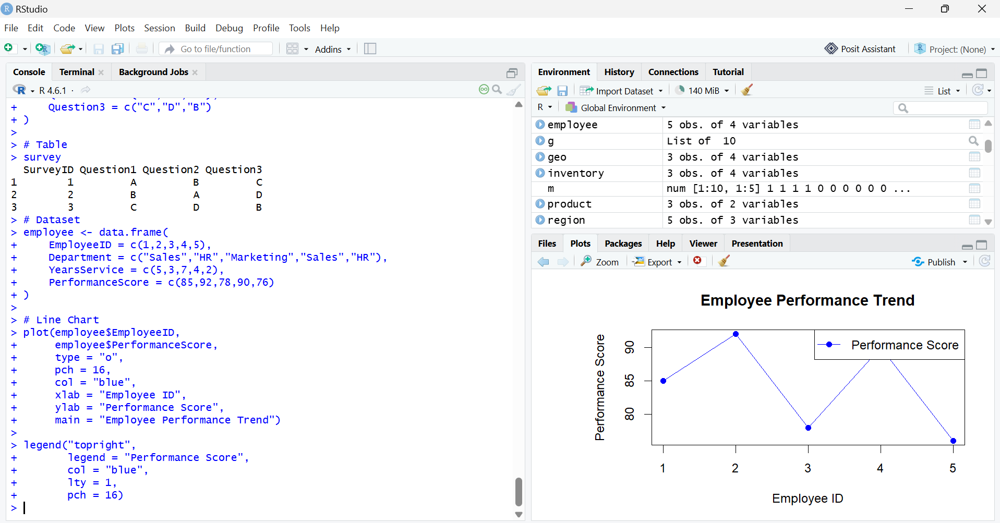 RStudio
File Edit Code View Plots Session Build Debug Profile Tools Help
Go to file/function Addins Posit Assistant Project: (None)
Console Terminal Background Jobs
R 4.6.1 ·
+     Question3 = c("C","D","B")
+ )
>
> # Table
> survey
  SurveyID Question1 Question2 Question3
1        1         A         B         C
2        2         B         A         D
3        3         C         D         B
> # Dataset
> employee <- data.frame(
+     EmployeeID = c(1,2,3,4,5),
+     Department = c("Sales","HR","Marketing","Sales","HR"),
+     YearsService = c(5,3,7,4,2),
+     PerformanceScore = c(85,92,78,90,76)
+ )
>
> # Line Chart
> plot(employee$EmployeeID,
+      employee$PerformanceScore,
+      type = "o",
+      pch = 16,
+      col = "blue",
+      xlab = "Employee ID",
+      ylab = "Performance Score",
+      main = "Employee Performance Trend")
>
> legend("topright",
+        legend = "Performance Score",
+        col = "blue",
+        lty = 1,
+        pch = 16)
>
Environment History Connections Tutorial
Import Dataset 140 MiB List
R Global Environment
employee 5 obs. of 4 variables
g List of 10
geo 3 obs. of 4 variables
inventory 3 obs. of 4 variables
m num [1:10, 1:5] 1 1 1 1 0 0 0 0 0 0 ...
product 3 obs. of 2 variables
region 5 obs. of 3 variables
Files Plots Packages Help Viewer Presentation
Zoom Export Publish
Employee Performance Trend
Performance Score
Performance Score
90
85
80
1 2 3 4 5
Employee ID